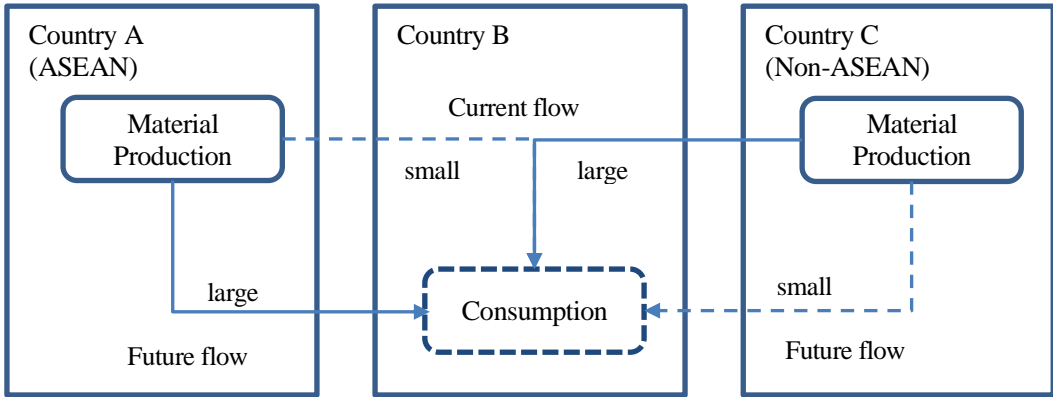 Country A
(ASEAN)
Material
Production
large
Future flow
Country B
Current flow
small
large
Consumption
Country C
(Non-ASEAN)
Material
Production
small
Future flow